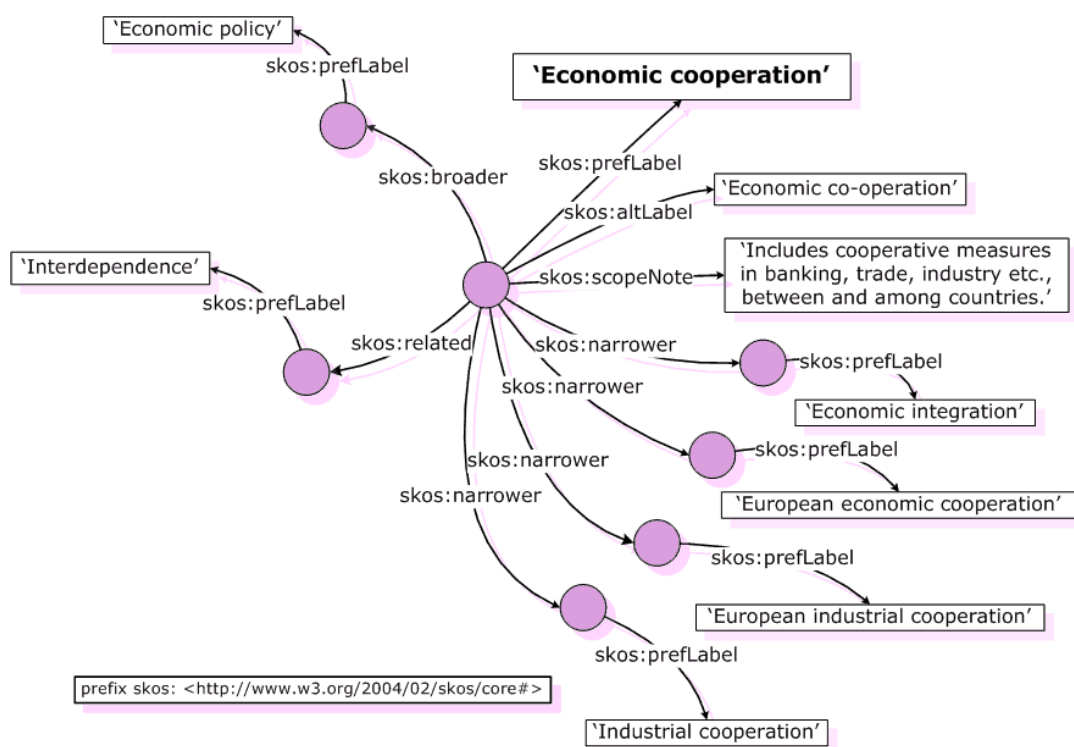 ‘Economic policy’
skos:prefLabel
‘Economic cooperation’
skos:prefLabel
skos:broader
‘Economic co-operation’
skos:altLabel
‘Interdependence’
skos:prefLabel
skos:scopeNote
‘Includes cooperative measures
in banking, trade, industry etc.,
between and among countries.’
skos:related
skos:narrower
skos:prefLabel
‘Economic integration’
skos:narrower
skos:prefLabel
‘European economic cooperation’
skos:narrower
skos:prefLabel
‘European industrial cooperation’
skos:narrower
skos:prefLabel
‘Industrial cooperation’
prefix skos: <http://www.w3.org/2004/02/skos/core#>